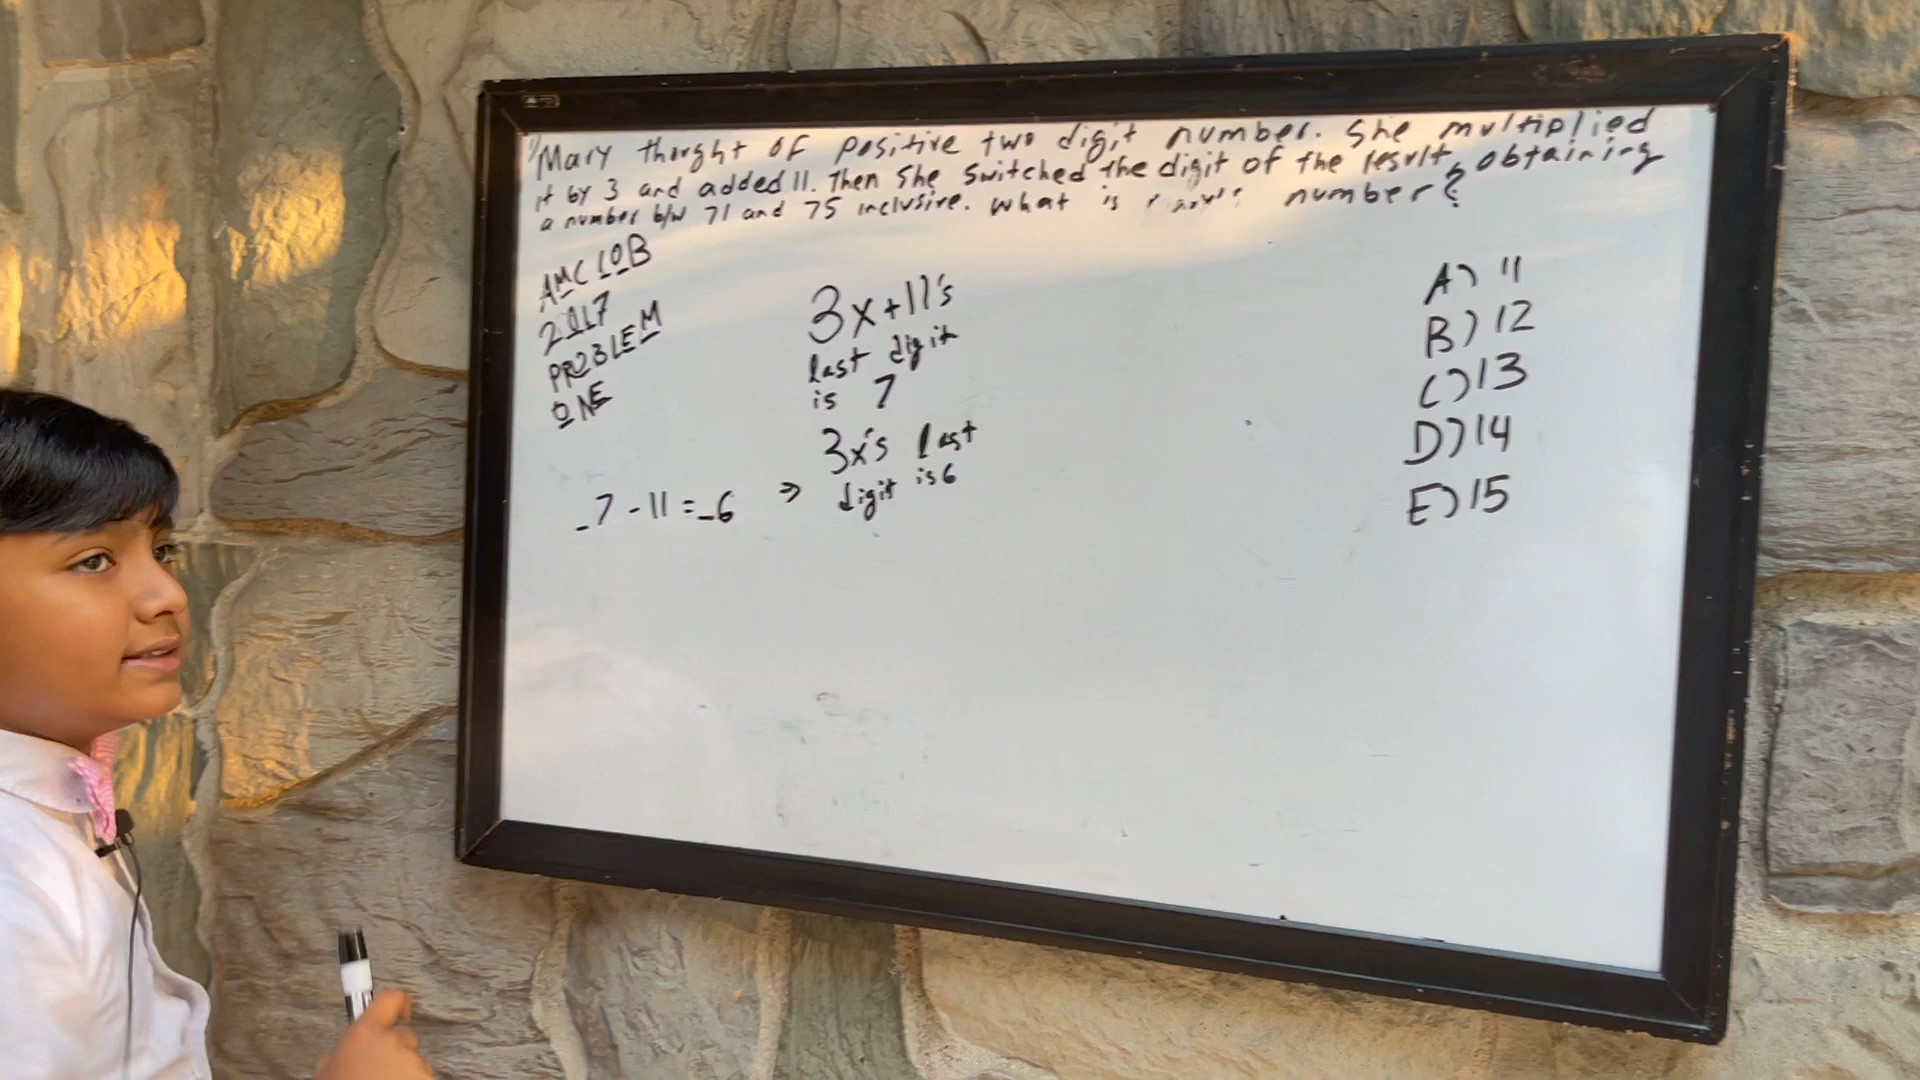 1) Mary thought of positive two digit number. She multiplied
it by 3 and added 11. Then She Switched the digit of the result, obtaining
a number b/w 71 and 75 inclusive. What is number?
AMC 10B
2017
PROBLEM
ONE
3x+11's
last digit
is 7
3x's last
digit is 6
_7 - 11 = _6 ⇒
A) 11
B) 12
C) 13
D) 14
E) 15